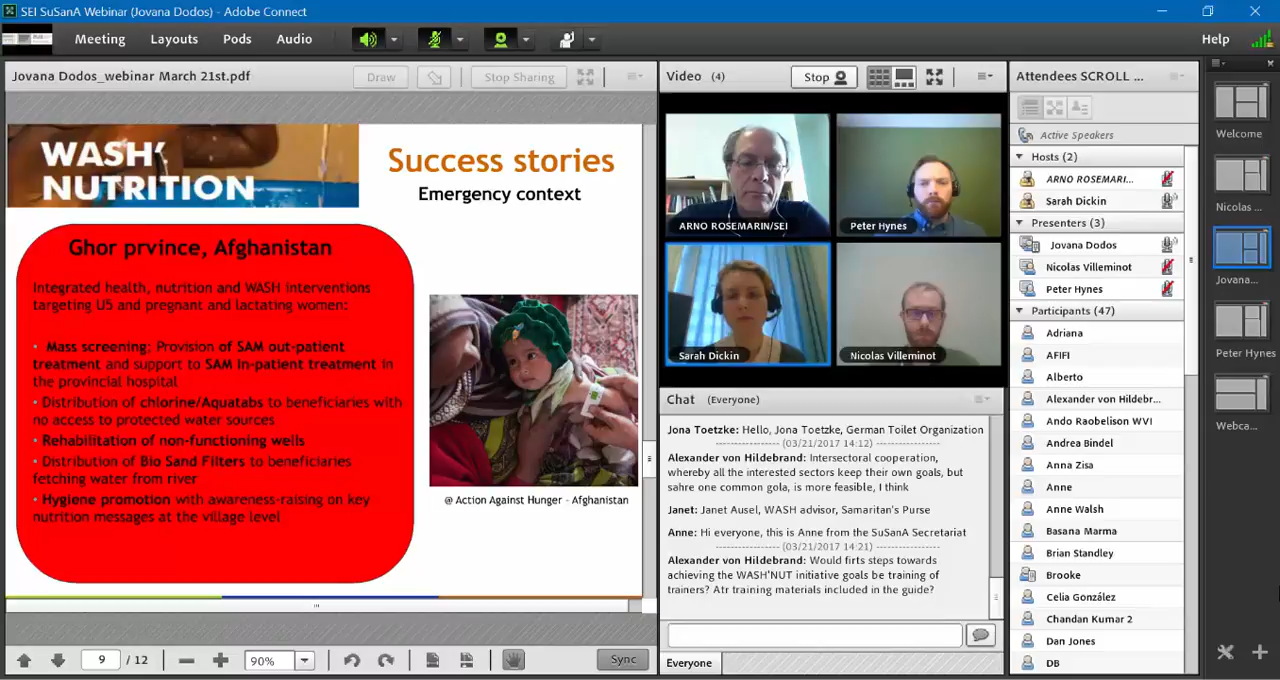 SEI SuSanA Webinar (Jovana Dodos) - Adobe Connect
Meeting
Layouts
Pods
Audio
Help
Jovana Dodos_webinar March 21st.pdf
Draw
Stop Sharing
WASH'
NUTRITION
Success stories
Emergency context
Ghor prvince, Afghanistan
Integrated health, nutrition and WASH interventions
targeting U5 and pregnant and lactating women:
• Mass screening; Provision of SAM out-patient
treatment and support to SAM in-patient treatment in
the provincial hospital
• Distribution of chlorine/Aquatabs to beneficiaries with
no access to protected water sources
• Rehabilitation of non-functioning wells
• Distribution of Bio Sand Filters to beneficiaries
fetching water from river
• Hygiene promotion with awareness-raising on key
nutrition messages at the village level
@ Action Against Hunger - Afghanistan
9 / 12
90%
Sync
Video (4)
Stop
ARNO ROSEMARIN/SEI
Peter Hynes
Sarah Dickin
Nicolas Villeminot
Chat (Everyone)
Jona Toetzke: Hello, Jona Toetzke, German Toilet Organization
---------------- (03/21/2017 14:12) ----------------
Alexander von Hildebrand: Intersectoral cooperation,
whereby all the interested sectors keep their own goals, but
sahre one common gola, is more feasible, I think
Janet: Janet Ausel, WASH advisor, Samaritan's Purse
Anne: Hi everyone, this is Anne from the SuSanA Secretariat
---------------- (03/21/2017 14:21) ----------------
Alexander von Hildebrand: Would firts steps towards
achieving the WASH'NUT initiative goals be training of
trainers? Atr training materials included in the guide?
Everyone
Attendees SCROLL ...
Active Speakers
Hosts (2)
ARNO ROSEMARI...
Sarah Dickin
Presenters (3)
Jovana Dodos
Nicolas Villeminot
Peter Hynes
Participants (47)
Adriana
AFIFI
Alberto
Alexander von Hildebr...
Ando Raobelison WVI
Andrea Bindel
Anna Zisa
Anne
Anne Walsh
Basana Marma
Brian Standley
Brooke
Celia González
Chandan Kumar 2
Dan Jones
DB
Welcome
Nicolas ...
Jovana...
Peter Hynes
Webca...